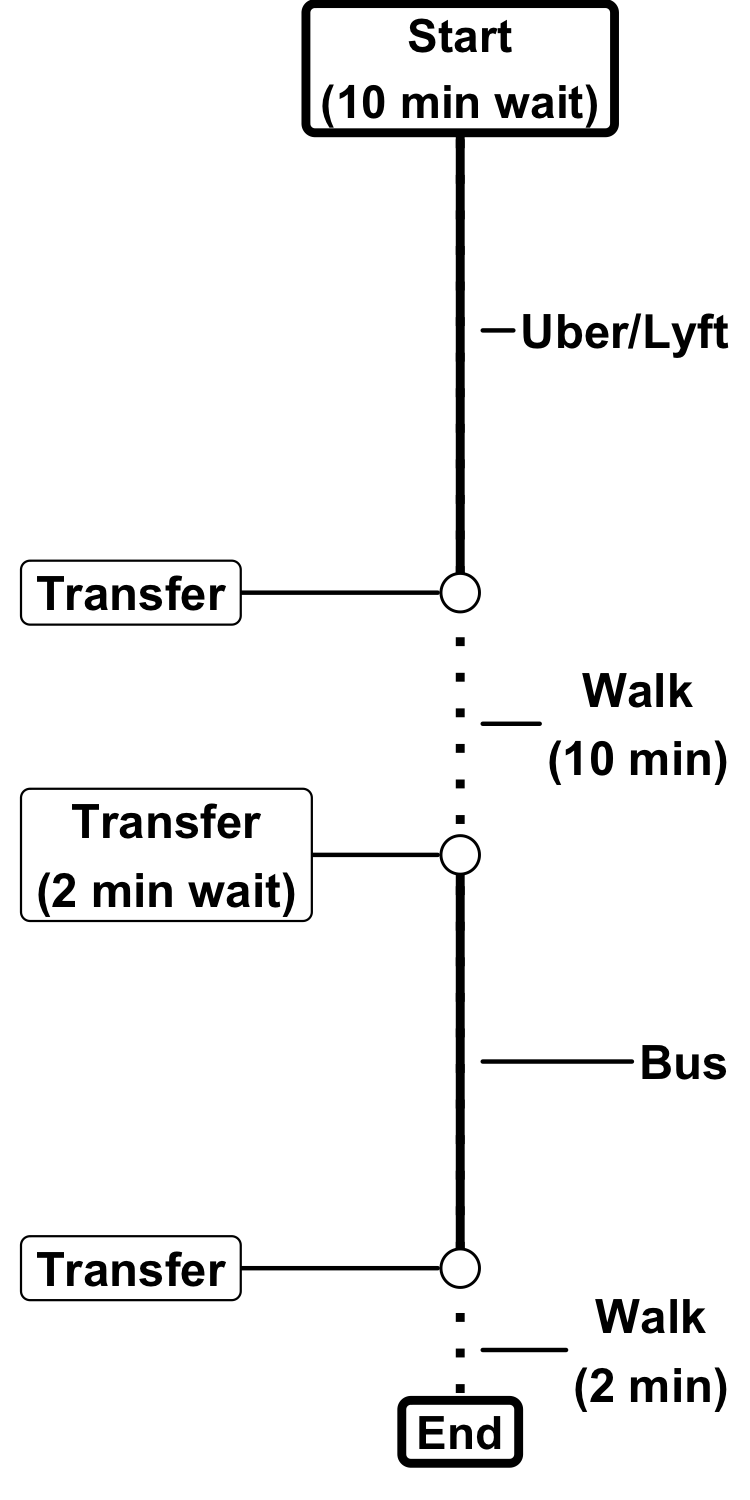 Start
(10 min wait)
Uber/Lyft
Transfer
Walk
(10 min)
Transfer
(2 min wait)
Bus
Transfer
Walk
(2 min)
End